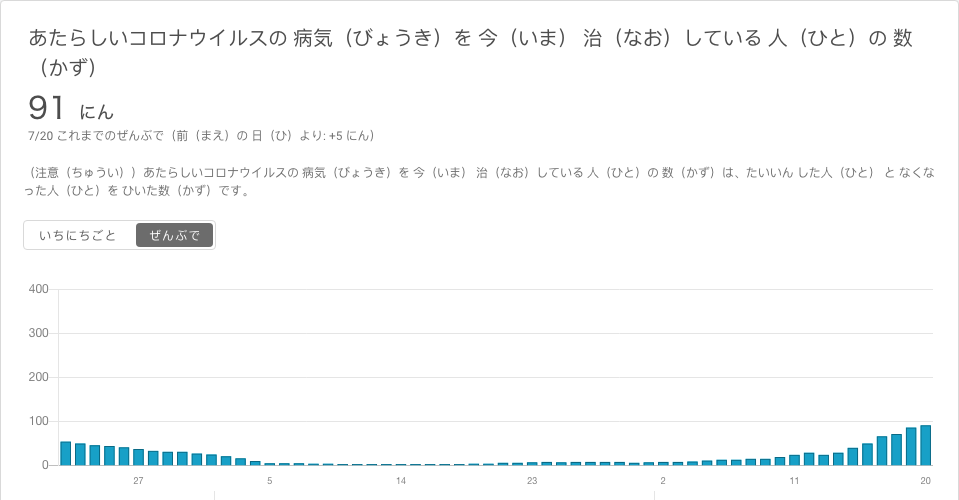 あたらしいコロナウイルスの 病気（びょうき）を 今（いま） 治（なお）している 人（ひと）の 数
（かず）
91 にん
7/20 これまでのぜんぶで（前（まえ）の 日（ひ）より: +5 にん）
（注意（ちゅうい））あたらしいコロナウイルスの 病気（びょうき）を 今（いま） 治（なお）している 人（ひと）の 数（かず）は、たいいん した人（ひと） と なくな
った人（ひと）を ひいた数（かず）です。
いちにちごと ぜんぶで
400
300
200
100
0
27 5 14 23 2 11 20